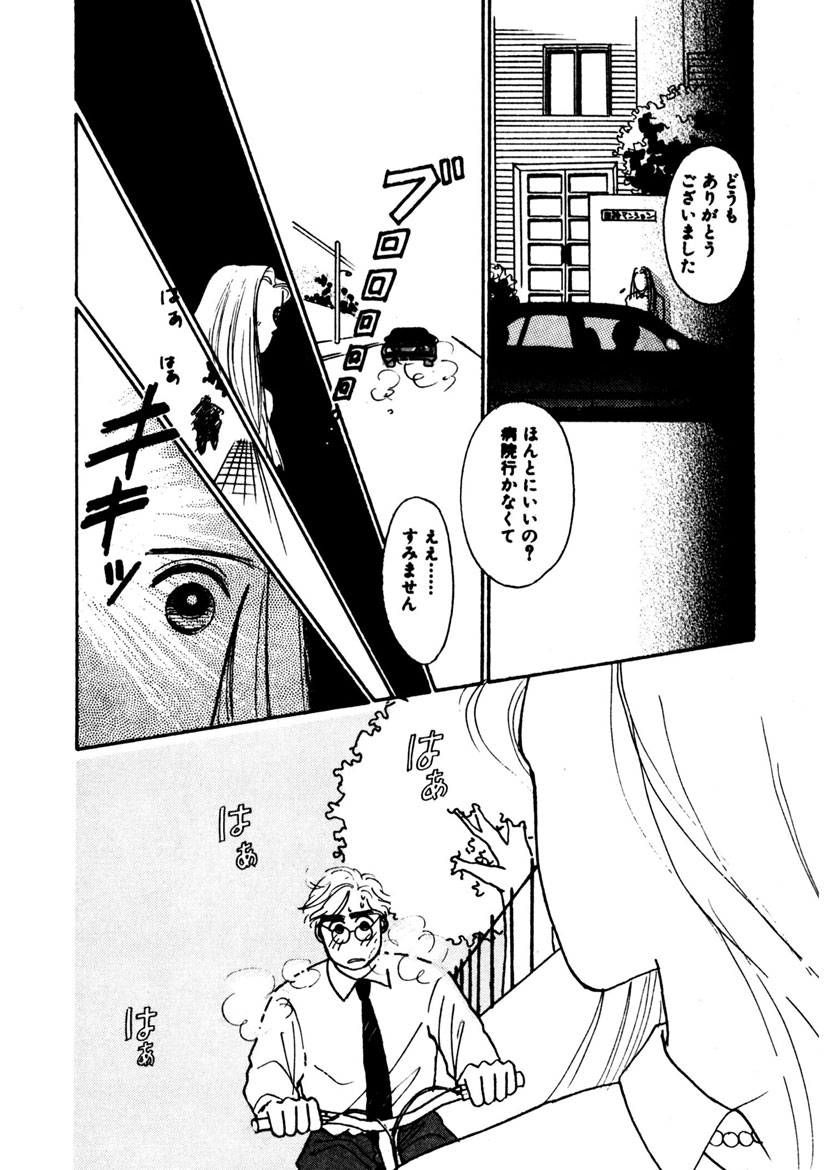 どうも
ありがとう
ございました
ほんとにいいの?
病院行かなくて
ええ……
すみません
ブロロロロロロ
はぁ
はぁ
キキッ
はぁ
はぁ
はぁ